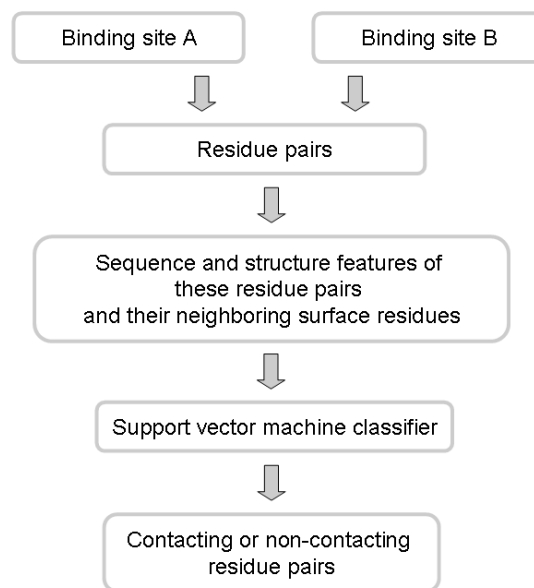 Binding site A
Binding site B
Residue pairs
Sequence and structure features of
these residue pairs
and their neighboring surface residues
Support vector machine classifier
Contacting or non-contacting
residue pairs